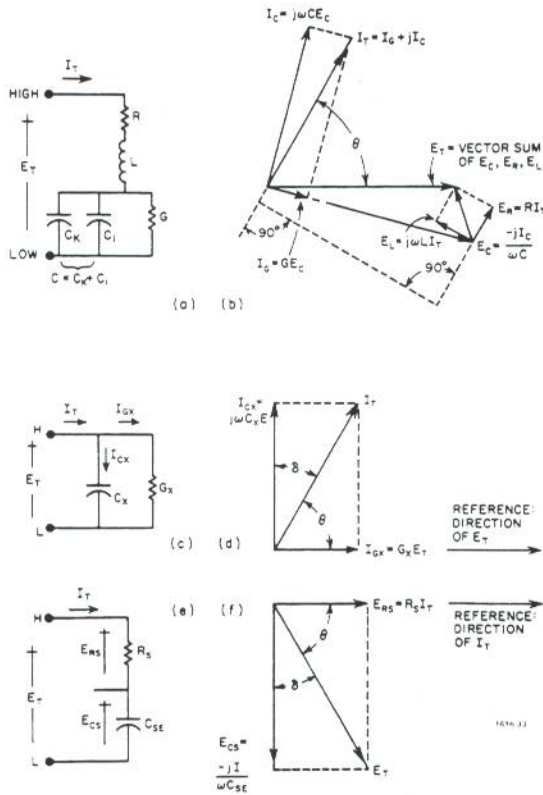 I_C = jωCE_C
I_T = I_G + jI_C
I_T
HIGH
R
L
E_T
C_K
C_i
G
LOW
C = C_K + C_i
θ
E_T = VECTOR SUM
OF E_C, E_R, E_L
E_R = RI_T
E_L = jωLI_T
E_C = -jI_C / ωC
90°
90°
I_G = GE_C
(a) (b)
I_T
I_GX
H
I_CX
E_T
C_X
G_X
L
(c) (d)
I_CX =
jωC_XE
I_T
δ
θ
I_GX = G_XE_T
REFERENCE:
DIRECTION
OF E_T
I_T
(e) (f)
H
E_RS
R_S
E_T
E_CS
C_SE
L
E_RS = R_SI_T
θ
δ
REFERENCE:
DIRECTION
OF I_T
E_CS =
-jI / ωC_SE
E_T